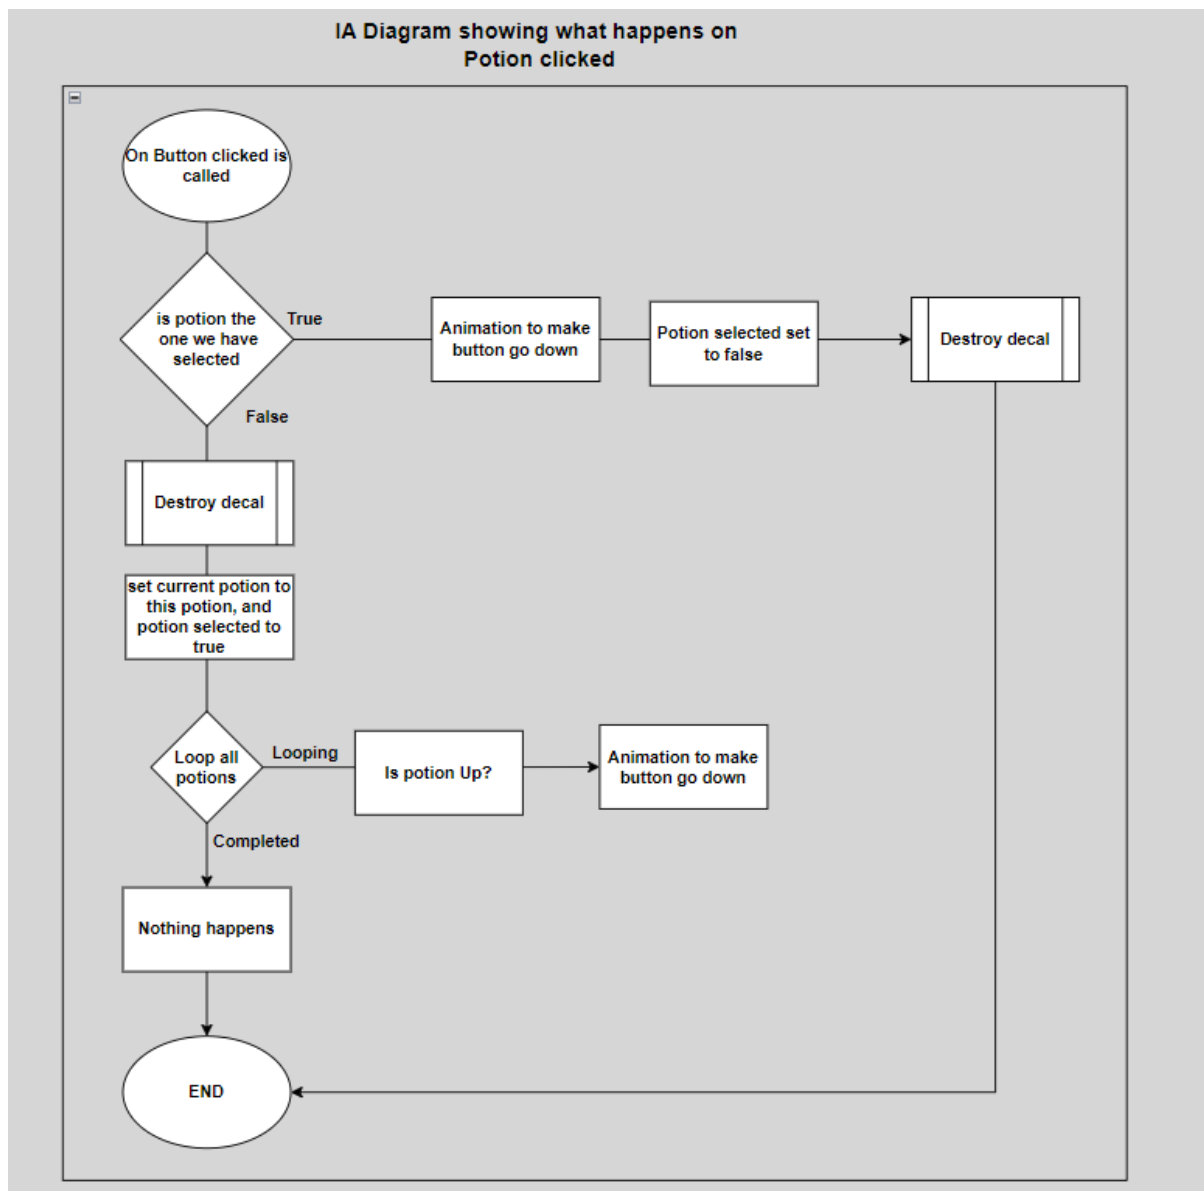 IA Diagram showing what happens on
Potion clicked
On Button clicked is
called
is potion the
one we have
selected
True
Animation to make
button go down
Potion selected set
to false
Destroy decal
False
Destroy decal
set current potion to
this potion, and
potion selected to
true
Loop all
potions
Looping
Is potion Up?
Animation to make
button go down
Completed
Nothing happens
END